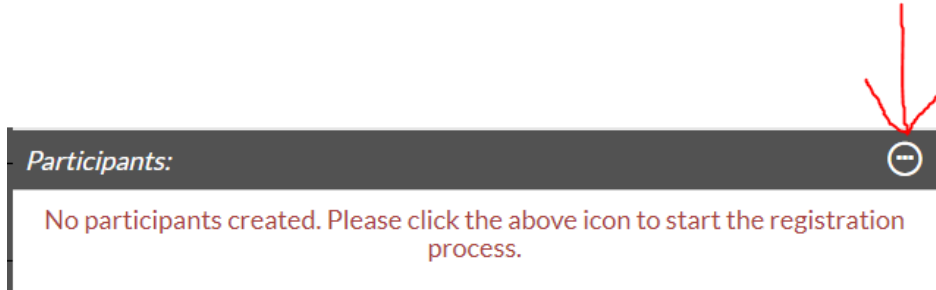 Participants:
No participants created. Please click the above icon to start the registration
process.